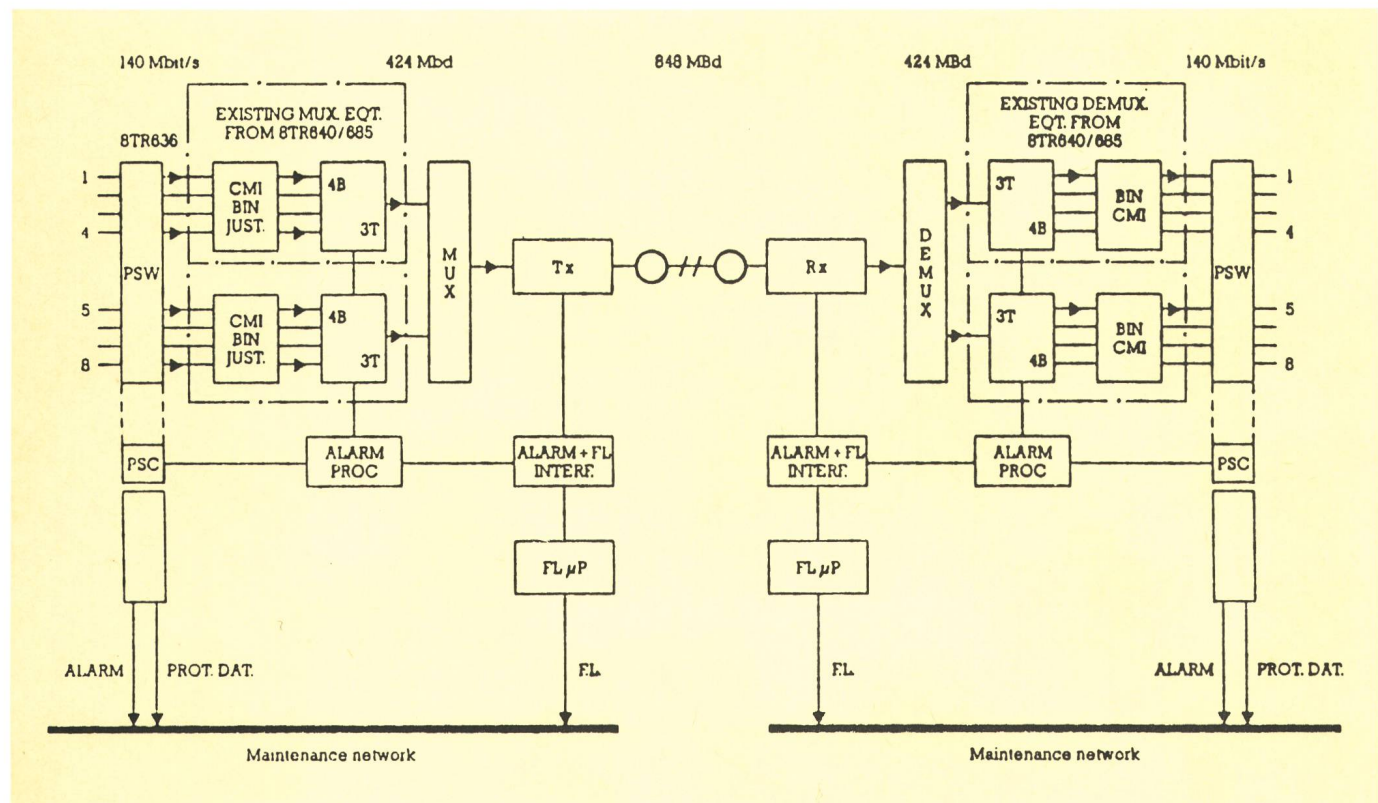 140 Mbit/s 424 Mbd 848 MBd 424 MBd 140 Mbit/s
EXISTING MUX. EQT.
FROM 8TR640/685
EXISTING DEMUX.
EQT. FROM
8TR640/685
8TR636
1
4
5
8
PSW
CMI
BIN
JUST.
4B
3T
CMI
BIN
JUST.
4B
3T
MUX
Tx
Rx
DEMUX
3T
4B
BIN
CMI
3T
4B
BIN
CMI
PSW
1
4
5
8
PSC
ALARM
PROC
ALARM + FL
INTERF.
ALARM + FL
INTERF.
ALARM
PROC
PSC
FL µP
FL µP
ALARM
PROT. DAT.
F.L
F.L
ALARM
PROT. DAT.
Maintenance network
Maintenance network